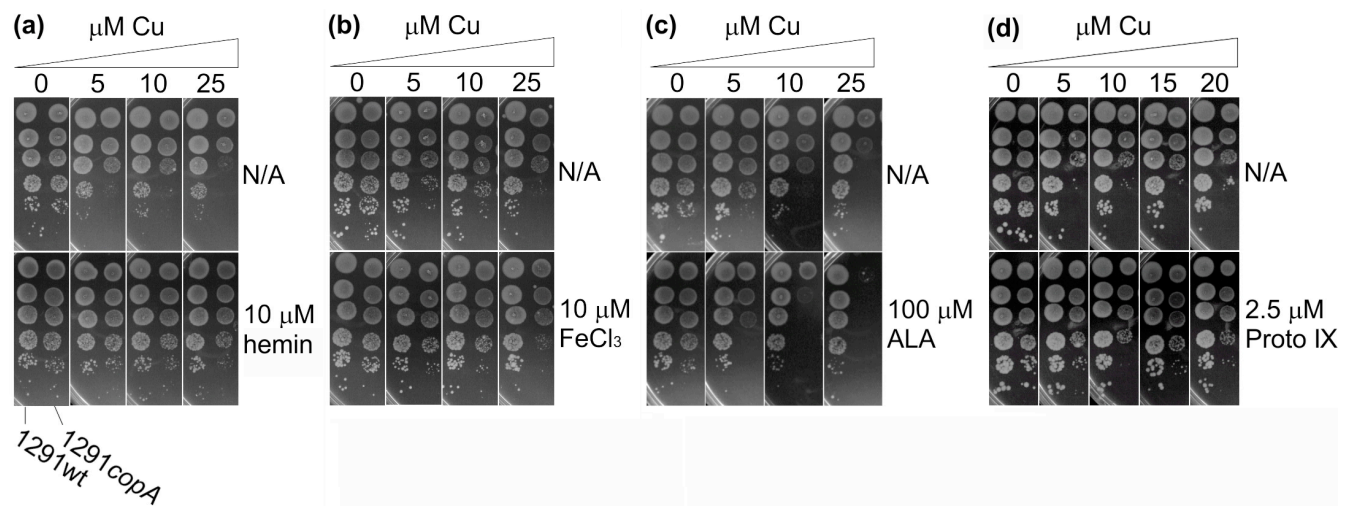 (a)
μM Cu
0 5 10 25
N/A
10 μM
hemin
1291wt
1291copA
(b)
μM Cu
0 5 10 25
N/A
10 μM
FeCl₃
(c)
μM Cu
0 5 10 25
N/A
100 μM
ALA
(d)
μM Cu
0 5 10 15 20
N/A
2.5 μM
Proto IX